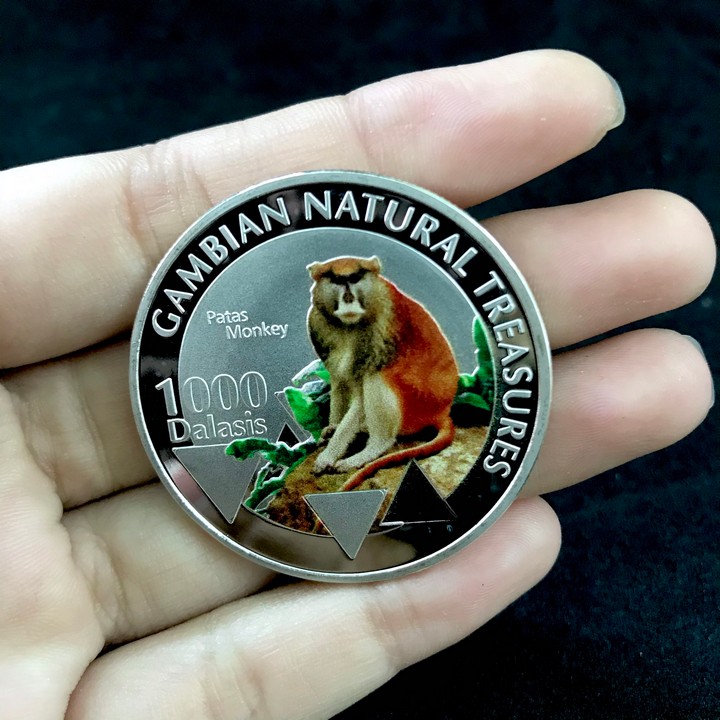 GAMBIAN NATURAL TREASURES
Patas
Monkey
1000
Dalasis